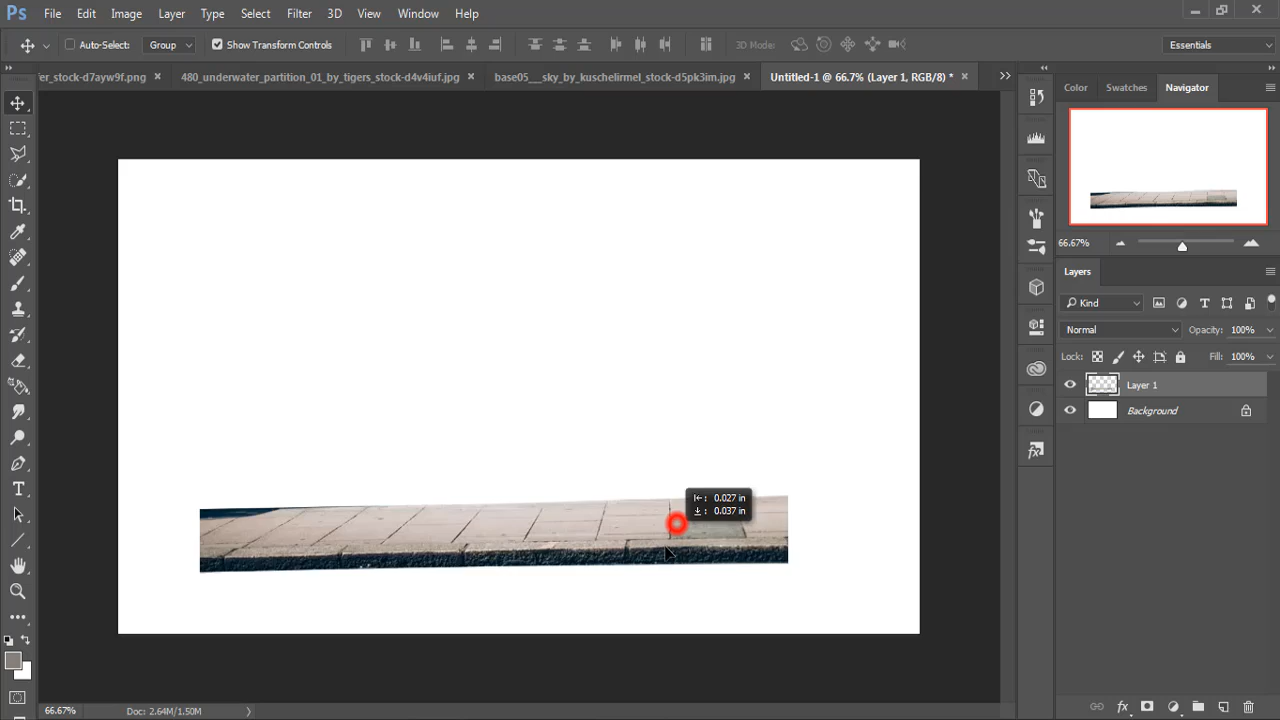 Ps File Edit Image Layer Type Select Filter 3D View Window Help
Auto-Select: Group Show Transform Controls 3D Mode: Essentials
fer_stock-d7ayw9f.png × 480_underwater_partition_01_by_tigers_stock-d4v4iuf.jpg × base05___sky_by_kuschelirmel_stock-d5pk3im.jpg × Untitled-1 @ 66.7% (Layer 1, RGB/8) * ×
Color Swatches Navigator
66.67%
Layers
Kind
Normal Opacity: 100%
Lock: Fill: 100%
Layer 1
Background
0.027 in
0.037 in
66.67% Doc: 2.64M/1.50M